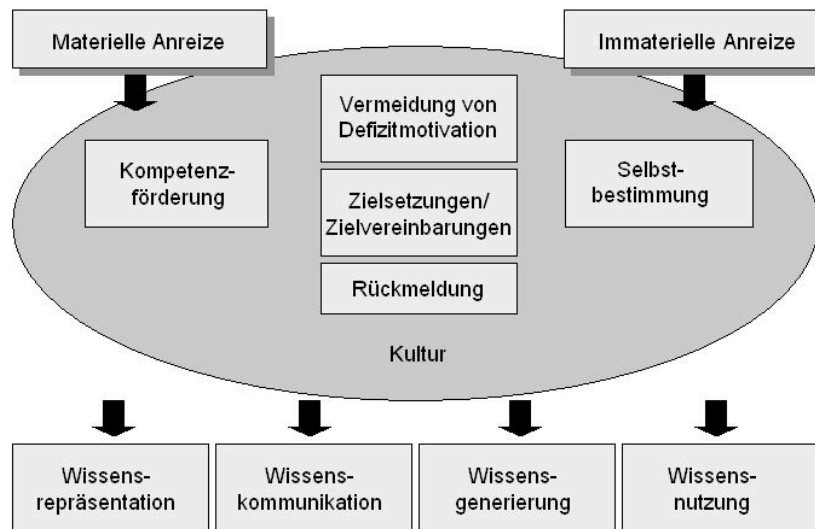 Materielle Anreize
Immaterielle Anreize
Vermeidung von
Defizitmotivation
Kompetenz-
förderung
Selbst-
bestimmung
Zielsetzungen/
Zielvereinbarungen
Rückmeldung
Kultur
Wissens-
repräsentation
Wissens-
kommunikation
Wissens-
generierung
Wissens-
nutzung